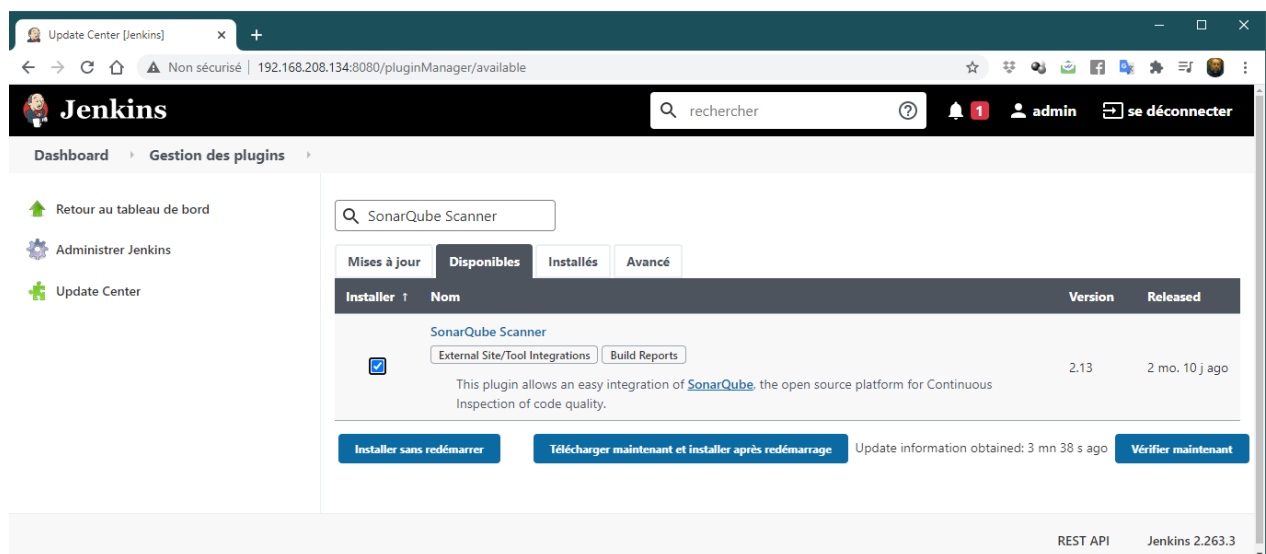 Update Center [Jenkins]
Non sécurisé | 192.168.208.134:8080/pluginManager/available
Jenkins
rechercher
1
admin
se déconnecter
Dashboard
Gestion des plugins
Retour au tableau de bord
Administrer Jenkins
Update Center
SonarQube Scanner
Mises à jour
Disponibles
Installés
Avancé
Installer ↑ Nom Version Released
SonarQube Scanner
External Site/Tool Integrations Build Reports
This plugin allows an easy integration of SonarQube, the open source platform for Continuous
Inspection of code quality.
2.13
2 mo. 10 j ago
Installer sans redémarrer
Télécharger maintenant et installer après redémarrage
Update information obtained: 3 mn 38 s ago
Vérifier maintenant
REST API
Jenkins 2.263.3